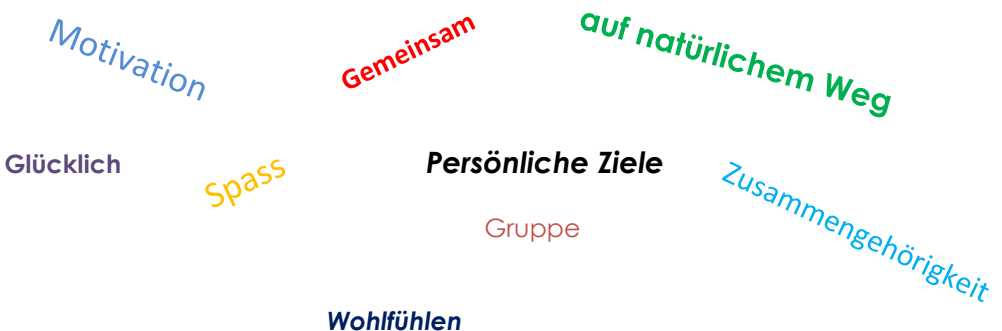 Motivation
Gemeinsam
auf natürlichem Weg
Glücklich
Spass
Persönliche Ziele
Zusammengehörigkeit
Gruppe
Wohlfühlen